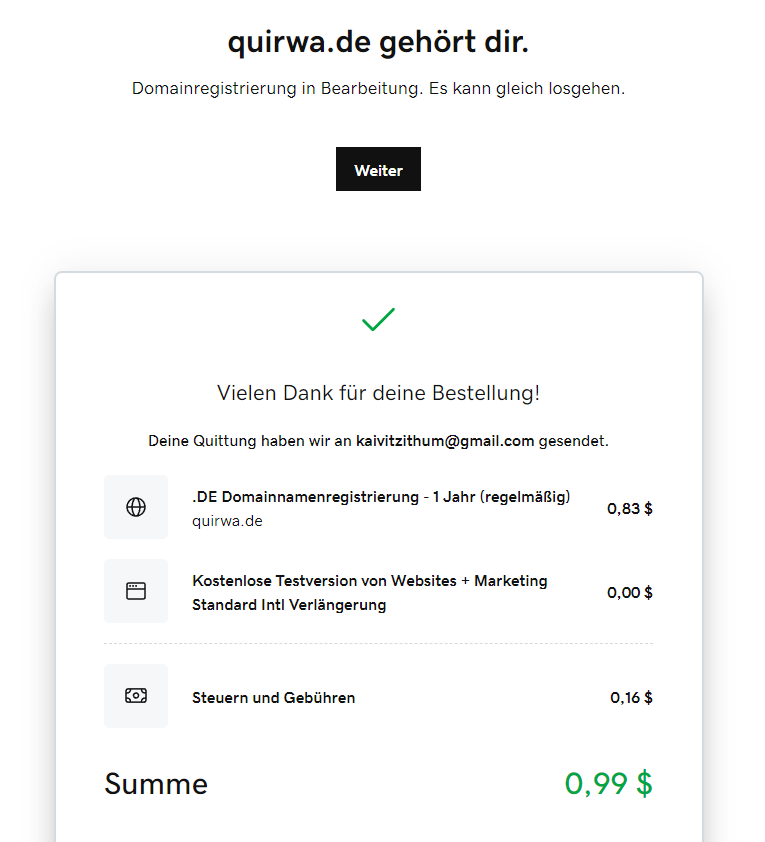 quirwa.de gehört dir.
Domainregistrierung in Bearbeitung. Es kann gleich losgehen.
Weiter
Vielen Dank für deine Bestellung!
Deine Quittung haben wir an kaivitzithum@gmail.com gesendet.
.DE Domainnamenregistrierung - 1 Jahr (regelmäßig)
quirwa.de
0,83 $
Kostenlose Testversion von Websites + Marketing
Standard Intl Verlängerung
0,00 $
Steuern und Gebühren 0,16 $
Summe 0,99 $